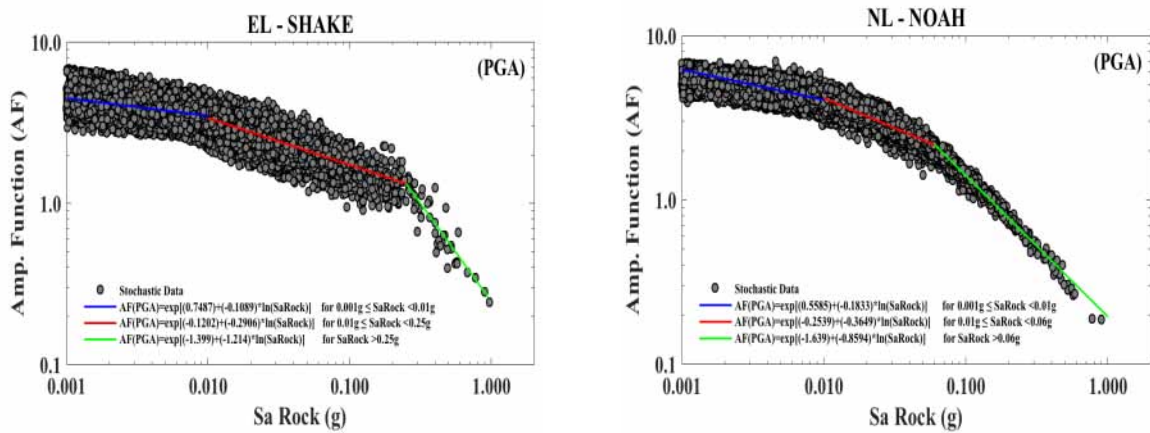 EL - SHAKE
10.0
(PGA)
1.0
0.1
Amp. Function (AF)
Stochastic Data
AF(PGA)=exp[(0.7487)+(-0.1089)*ln(SaRock)] for 0.001g ≤ SaRock <0.01g
AF(PGA)=exp[(-0.1202)+(-0.2906)*ln(SaRock)] for 0.01g ≤ SaRock <0.25g
AF(PGA)=exp[(-1.399)+(-1.214)*ln(SaRock)] for SaRock >0.25g
0.001 0.010 0.100 1.000
Sa Rock (g)
NL - NOAH
10.0
(PGA)
1.0
0.1
Amp. Function (AF)
Stochastic Data
AF(PGA)=exp[(0.5585)+(-0.1833)*ln(SaRock)] for 0.001g ≤ SaRock <0.01g
AF(PGA)=exp[(-0.2539)+(-0.3649)*ln(SaRock)] for 0.01g ≤ SaRock <0.06g
AF(PGA)=exp[(-1.639)+(-0.8594)*ln(SaRock)] for SaRock >0.06g
0.001 0.010 0.100 1.000
Sa Rock (g)